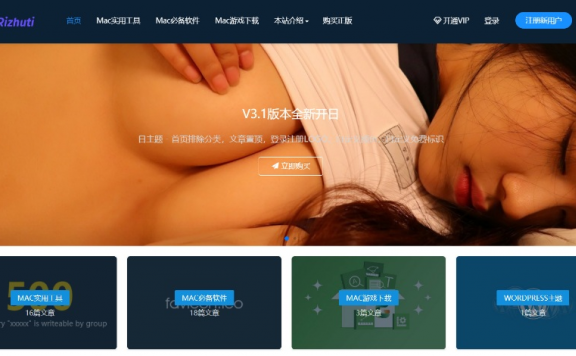 Rizhuti
首页 Mac实用工具 Mac必备软件 Mac游戏下载 本站介绍 购买正版 开通VIP 登录 注册新用户
V3.1版本全新开日
日主题 首页排除分类，文章置顶，登录注册
立即购买
500
ry "xxxxx" is writeable by group
MAC实用工具
16篇文章
favicon.co
MAC必备软件
18篇文章
MAC游戏下载
3篇文章
WORDPRESS主题
1篇文章